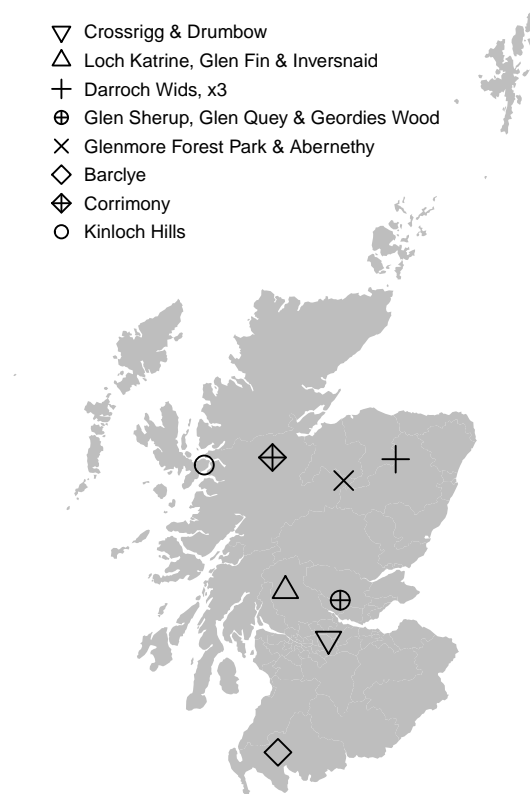 Crossrigg & Drumbow
Loch Katrine, Glen Fin & Inversnaid
Darroch Wids, x3
Glen Sherup, Glen Quey & Geordies Wood
Glenmore Forest Park & Abernethy
Barclye
Corrimony
Kinloch Hills